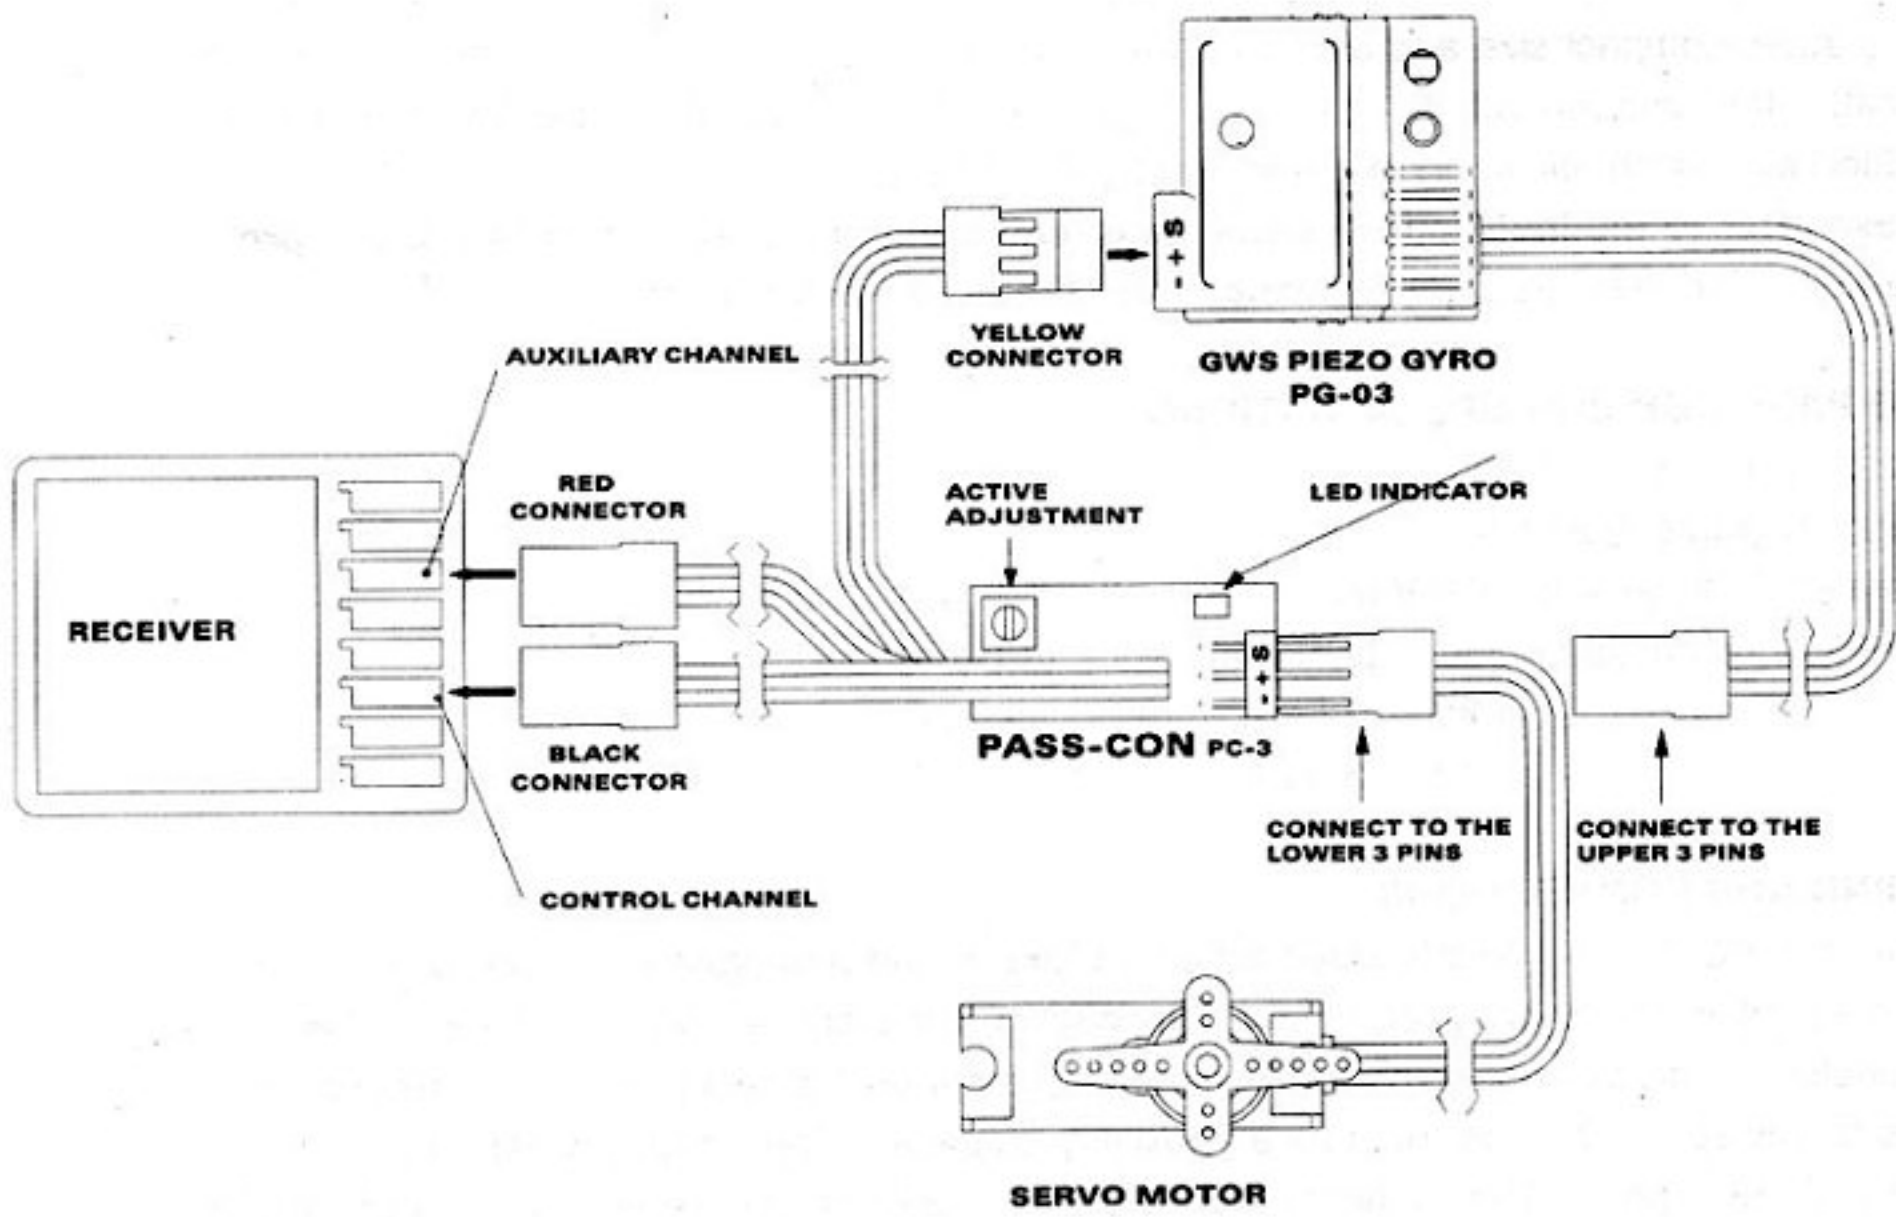 - + S
YELLOW
CONNECTOR
GWS PIEZO GYRO
PG-03
AUXILIARY CHANNEL
RED
CONNECTOR
ACTIVE
ADJUSTMENT
LED INDICATOR
RECEIVER
S + -
BLACK
CONNECTOR
PASS-CON PC-3
CONNECT TO THE
LOWER 3 PINS
CONNECT TO THE
UPPER 3 PINS
CONTROL CHANNEL
SERVO MOTOR